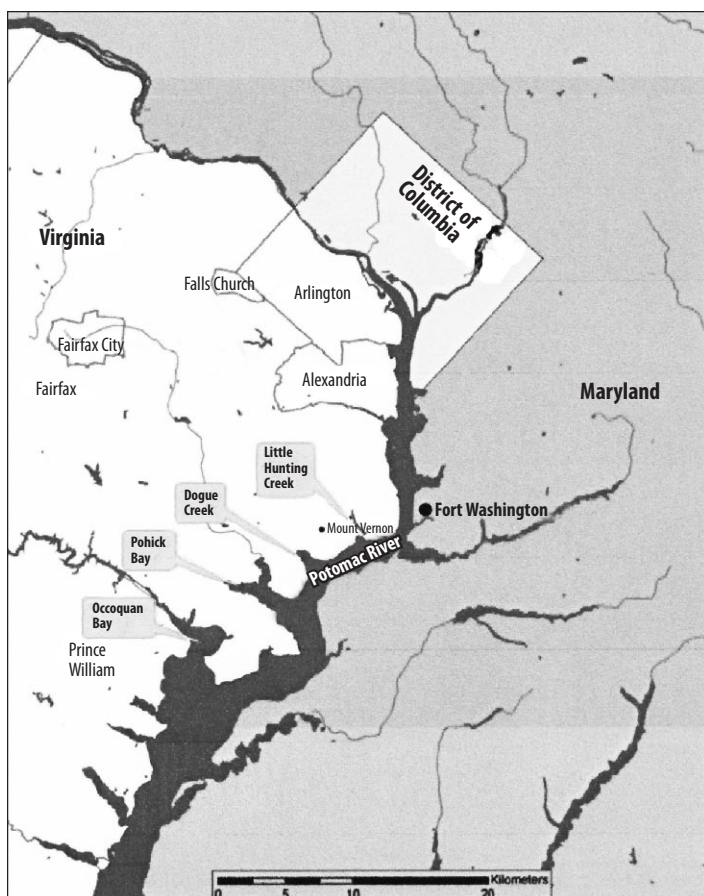 District of
Columbia
Virginia
Falls Church
Arlington
Fairfax City
Fairfax
Alexandria
Maryland
Little
Hunting
Creek
Dogue
Creek
Fort Washington
Mount Vernon
Pohick
Bay
Potomac River
Occoquan
Bay
Prince
William
Kilometers
0 5 10 20